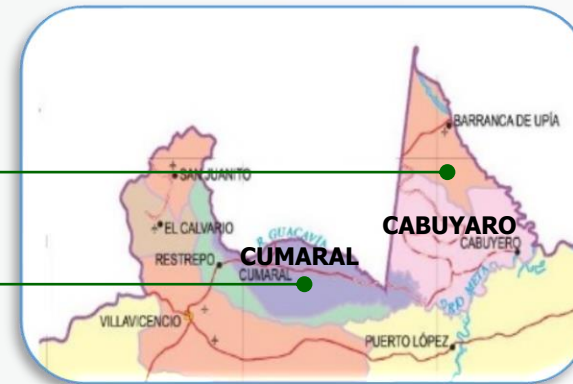 BARRANCA DE UPÍA
SAN JUANITO
EL CALVARIO
CABUYARO
R. GUACAVÍA
CABUYERO
RESTREPO
CUMARAL
CUMARAL
RÍO META
VILLAVICENCIO
PUERTO LÓPEZ